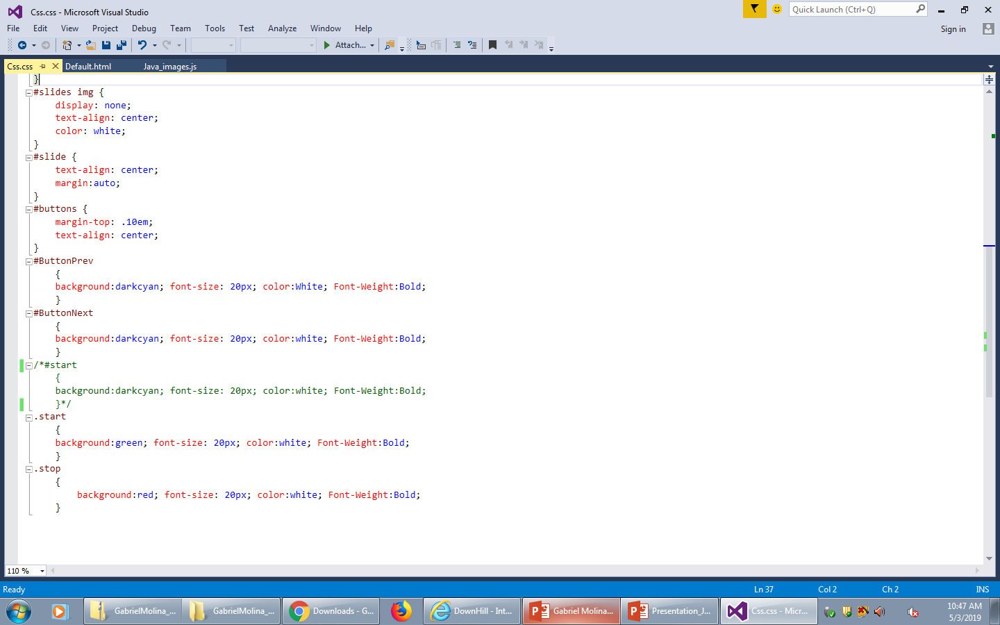 Css.css - Microsoft Visual Studio
Quick Launch (Ctrl+Q)
File Edit View Project Debug Team Tools Test Analyze Window Help
Sign in
Attach...
Css.css Default.html Java_images.js
}
#slides img {
display: none;
text-align: center;
color: white;
}
#slide {
text-align: center;
margin:auto;
}
#buttons {
margin-top: .10em;
text-align: center;
}
#ButtonPrev
{
background:darkcyan; font-size: 20px; color:White; Font-Weight:Bold;
}
#ButtonNext
{
background:darkcyan; font-size: 20px; color:white; Font-Weight:Bold;
}
/*#start
{
background:darkcyan; font-size: 20px; color:white; Font-Weight:Bold;
}*/
.start
{
background:green; font-size: 20px; color:white; Font-Weight:Bold;
}
.stop
{
background:red; font-size: 20px; color:white; Font-Weight:Bold;
}
110 %
Ready Ln 37 Col 2 Ch 2 INS
GabrielMolina_... GabrielMolina_... Downloads - G... DownHill - Int... Gabriel Molina... Presentation_J... Css.css - Micr... 10:47 AM
5/3/2019